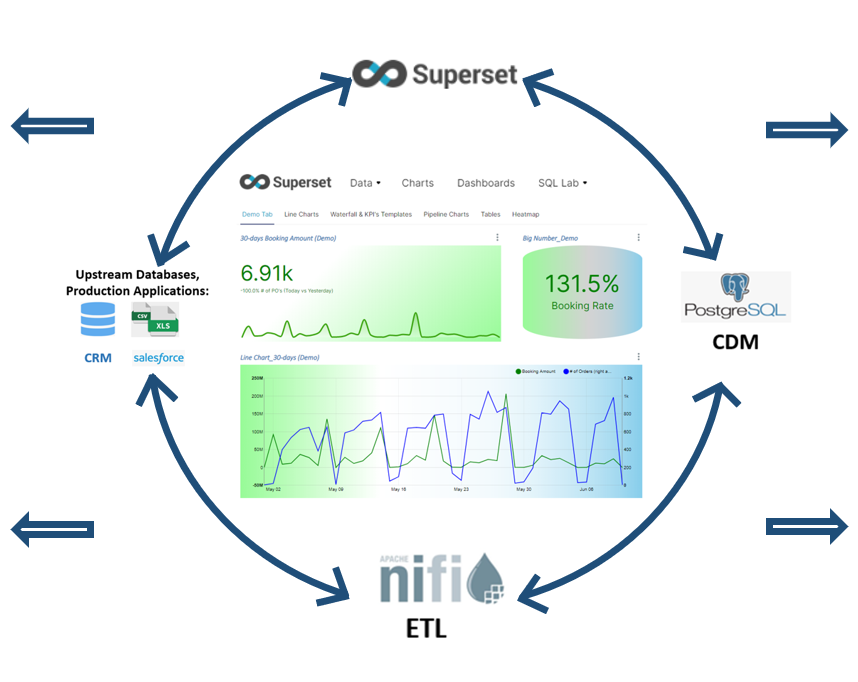 Superset
Superset
Data
Charts
Dashboards
SQL Lab
Demo Tab
Line Charts
Waterfall & KPI's Templates
Pipeline Charts
Tables
Heatmap
30-days Booking Amount (Demo)
6.91k
-100.0% # of PO's (Today vs Yesterday)
Big Number_Demo
131.5%
Booking Rate
Upstream Databases,
Production Applications:
CSV
XLS
CRM
salesforce
PostgreSQL
CDM
Line Chart_30-days (Demo)
Booking Amount
# of Orders (right a...
250M
200M
150M
100M
50M
0
-50M
1.2k
1k
800
600
400
200
0
May 02
May 09
May 16
May 23
May 30
Jun 06
APACHE
nifi
ETL